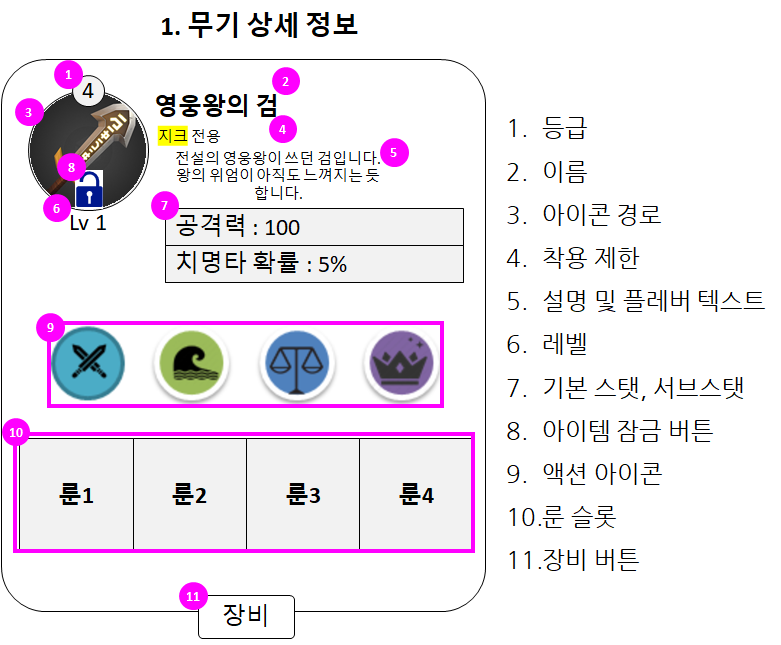 1. 무기 상세 정보
1
4
2
3
영웅왕의 검
지크 전용
4
전설의 영웅왕이 쓰던 검입니다.
5
왕의 위엄이 아직도 느껴지는 듯
합니다.
8
6
Lv 1
7
공격력 : 100
치명타 확률 : 5%
9
10
룬1
룬2
룬3
룬4
11
장비
1. 등급
2. 이름
3. 아이콘 경로
4. 착용 제한
5. 설명 및 플레버 텍스트
6. 레벨
7. 기본 스탯, 서브스탯
8. 아이템 잠금 버튼
9. 액션 아이콘
10.룬 슬롯
11.장비 버튼